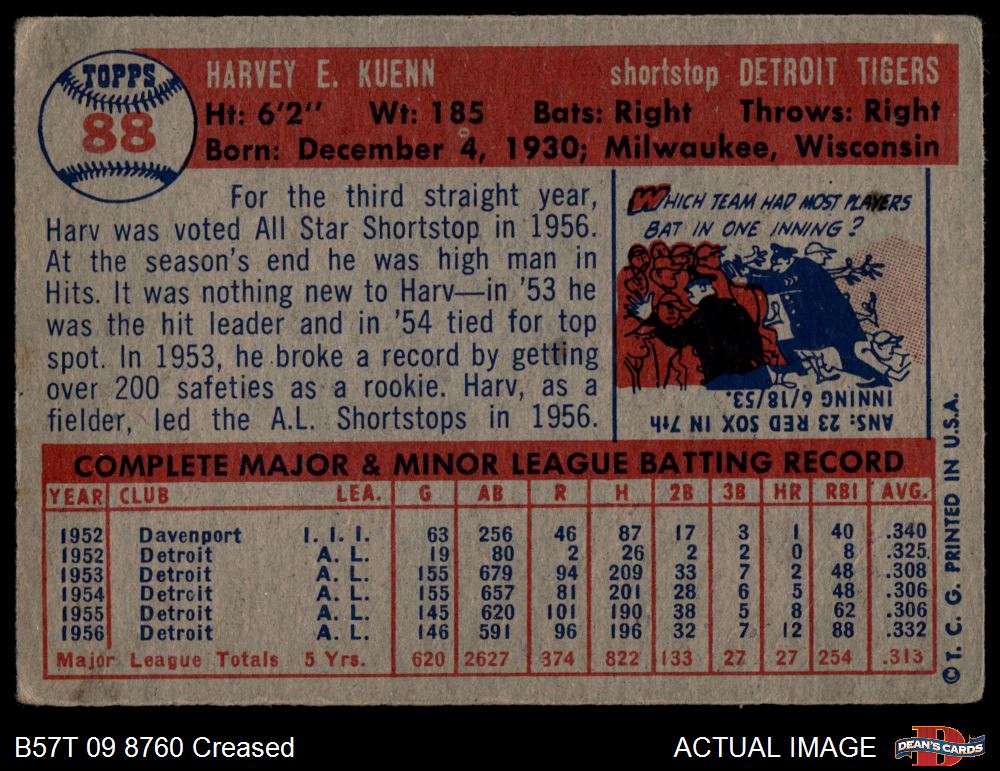 TOPPS
88
HARVEY E. KUENN shortstop DETROIT TIGERS
Ht: 6'2" Wt: 185 Bats: Right Throws: Right
Born: December 4, 1930; Milwaukee, Wisconsin
For the third straight year,
Harv was voted All Star Shortstop in 1956.
At the season's end he was high man in
Hits. It was nothing new to Harv—in '53 he
was the hit leader and in '54 tied for top
spot. In 1953, he broke a record by getting
over 200 safeties as a rookie. Harv, as a
fielder, led the A.L. Shortstops in 1956.
WHICH TEAM HAD MOST PLAYERS
BAT IN ONE INNING?
ANS: 23 RED SOX IN 7th
INNING 6/18/53.
COMPLETE MAJOR & MINOR LEAGUE BATTING RECORD
YEAR CLUB LEA. G AB R H 2B 3B HR RBI AVG.
1952 Davenport I. I. I. 63 256 46 87 17 3 1 40 .340
1952 Detroit A. L. 19 80 2 26 2 2 0 8 .325
1953 Detroit A. L. 155 679 94 209 33 7 2 48 .308
1954 Detroit A. L. 155 657 81 201 28 6 5 48 .306
1955 Detroit A. L. 145 620 101 190 38 5 8 62 .306
1956 Detroit A. L. 146 591 96 196 32 7 12 88 .332
Major League Totals 5 Yrs. 620 2627 374 822 133 27 27 254 .313
© T. C. G. PRINTED IN U.S.A.
B57T 09 8760 Creased
ACTUAL IMAGE
D
DEAN'S CARDS